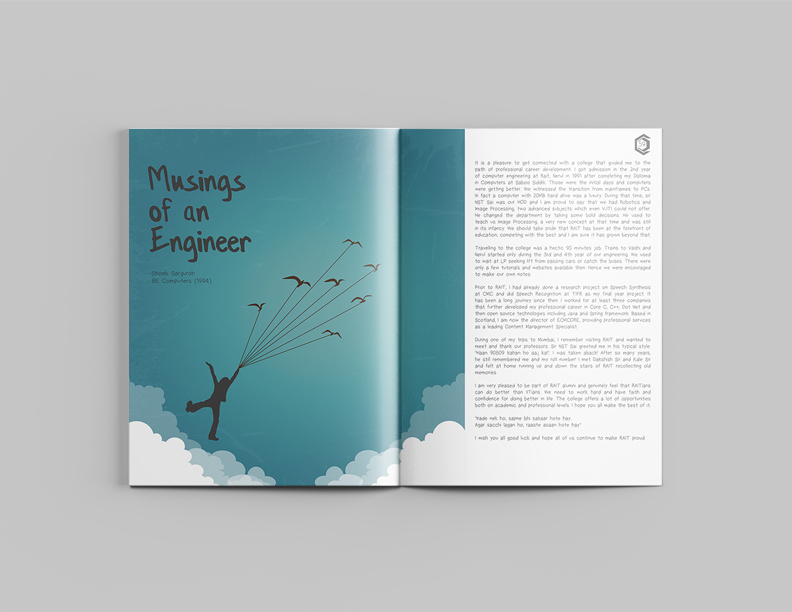 Musings
of an
Engineer
BE Computers (1994)
It is a pleasure to get connected with a college that guided me to the
path of professional development. I got admission in the 2nd year
of computer engineering at Rait, Nerul in 1991 after completing my Diploma
in Computers at Saboo Siddik. Those were the initial days and computers
were getting better. We witnessed the transition from mainframes to PCs.
In fact a computer with 20Mb hard drive was a luxury. During that time, or
NST Sai was our HOD and I am proud to say that we had Robotics and
Image Processing, two advanced subjects which even VJTI could not offer.
He changed the department by taking some bold decisions. He used to
teach us Image Processing, a very new concept at that time and was still
in its infancy. We should take pride that RAIT has been at the forefront of
education, competing with the best and I am sure it has grown beyond that.
Traveling to the college was a hectic 90 minutes job. Trains to Vashi and
Nerul started only during the 3rd and 4th year of our engineering. We used
to wait at LP seeking lift from passing cars or catch the buses. There were
only a few tutorials and websites available then. Hence we were encouraged
to make our own notes.
Prior to RAIT, I had already done a research project on Speech Synthesis
at CMC and did Speech Recognition at TIFR as my final year project. It
has been a long journey since then. I worked for at least three companies
that further developed my professional career in Core C, C++, Dot Net and
then open source technologies including Java and Spring framework. Based in
Scotland, I am now the director of providing professional services
as a leading Content Management Specialist.
During one of my trips to Mumbai, I remember visiting RAIT and wanted to
meet and thank our professors. Sir NST Sai greeted me in his typical style.
"Haan 90809 kahan ho aaj kal". I was taken aback! After so many years,
he still remembered me and my roll number. I met Dakshish Sir and Kale Sir
and felt at home running up and down the stairs of RAIT recollecting old
memories.
I am very pleased to be part of RAIT alumni and genuinely feel that RAITians
can do better than IITians. We need to work hard and have faith and
confidence for doing better in life. The college offers a lot of opportunities
both on academic and professional levels. I hope you all make the best of it.
"Irade nek ho, sapne bhi sakaar hote hay.
Agar sacchi lagan ho, raaste asaan hote hay"
I wish you all good luck and hope all of us continue to make RAIT proud.